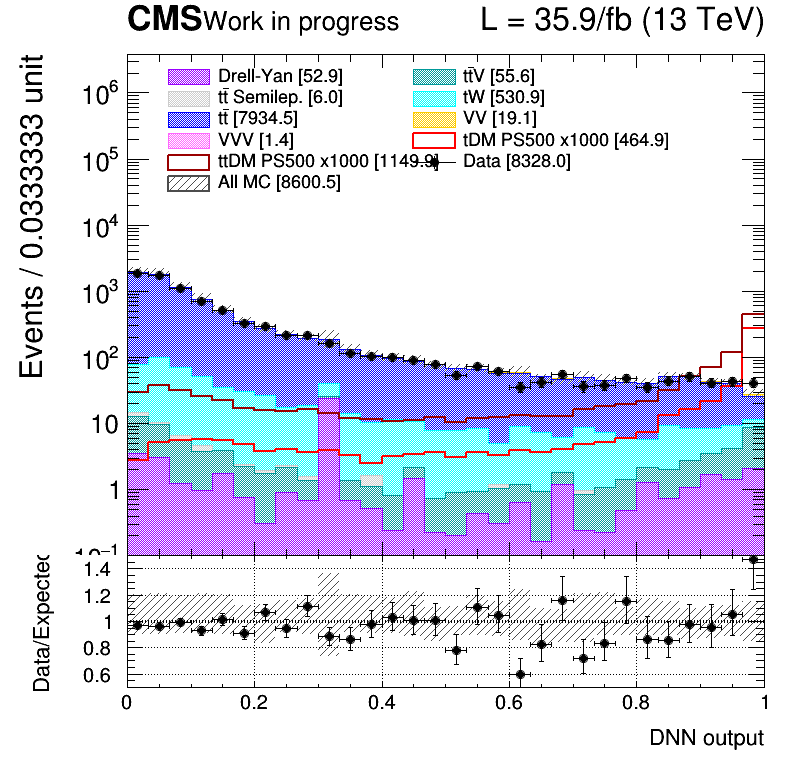 CMS Work in progress L = 35.9/fb (13 TeV)
Events / 0.0333333 unit
Drell-Yan [52.9] tt̄V [55.6]
tt̄ Semilep. [6.0] tW [530.9]
tt̄ [7934.5] VV [19.1]
VVV [1.4] tDM PS500 x1000 [464.9]
ttDM PS500 x1000 [1149.9] Data [8328.0]
All MC [8600.5]
10⁶
10⁵
10⁴
10³
10²
10
1
10⁻¹
Data/Expected
1.4
1.2
1
0.8
0.6
0 0.2 0.4 0.6 0.8 1
DNN output